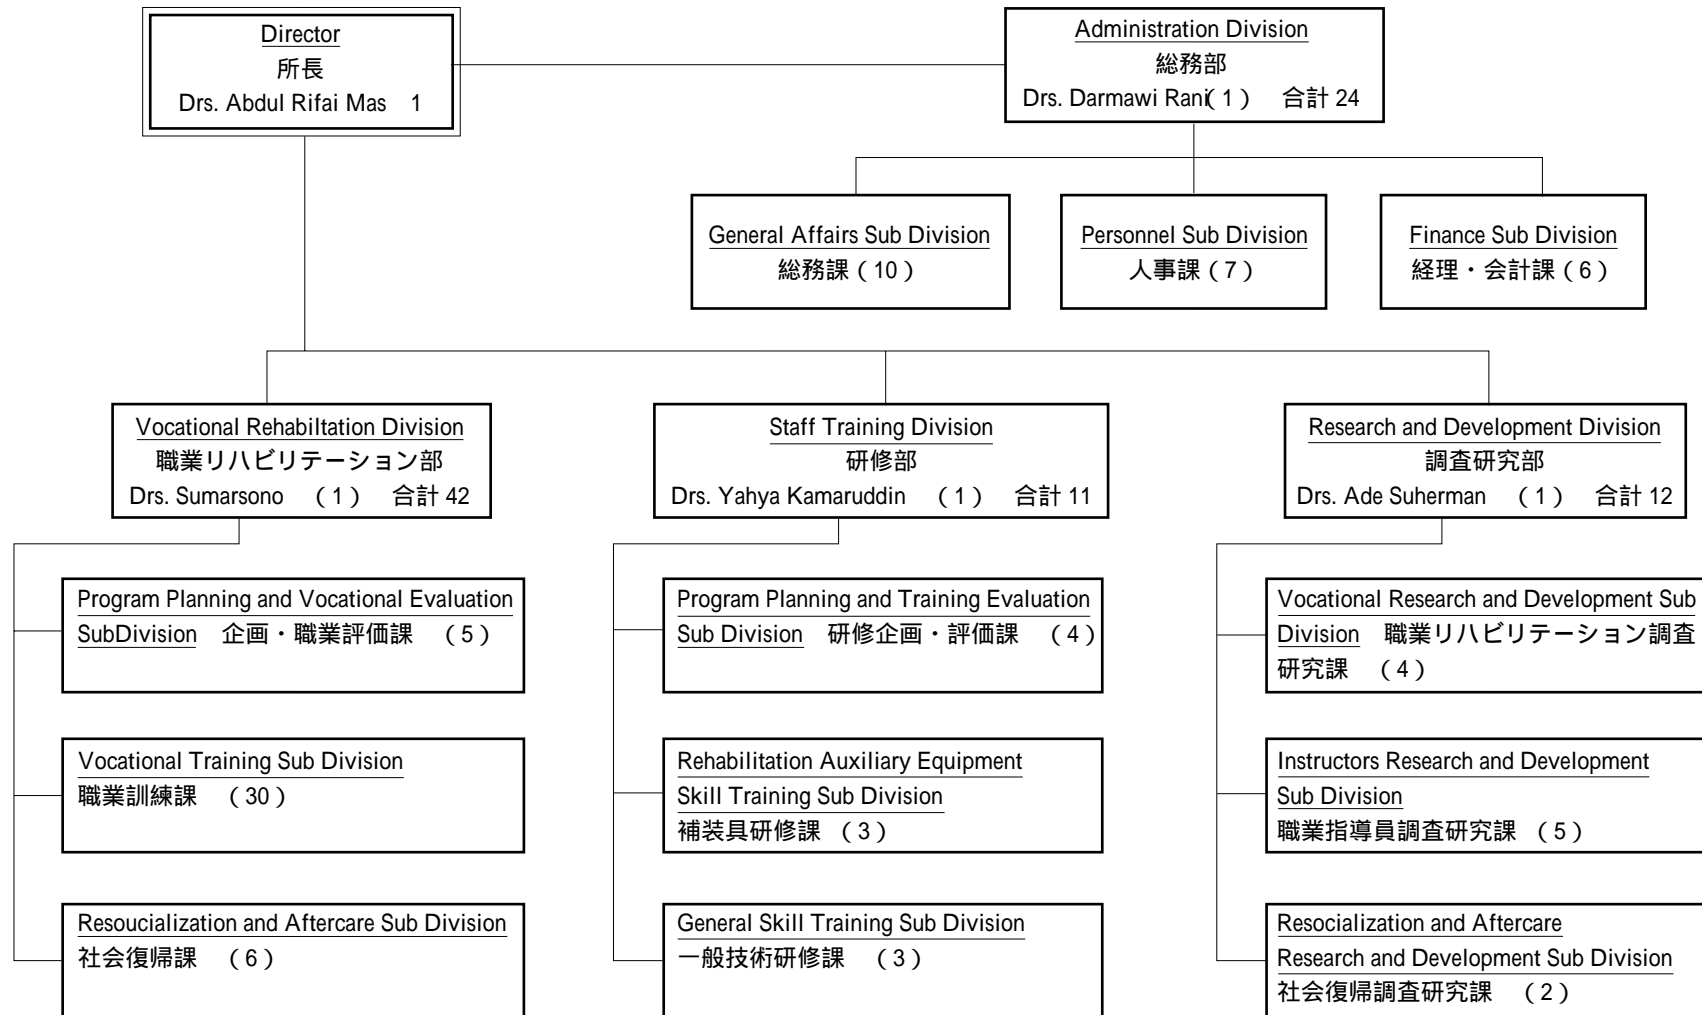 Director
所長
Drs. Abdul Rifai Mas 1
Administration Division
総務部
Drs. Darmawi Rani(1) 合計 24
General Affairs Sub Division
総務課(10)
Personnel Sub Division
人事課(7)
Finance Sub Division
経理・会計課(6)
Vocational Rehabiltation Division
職業リハビリテーション部
Drs. Sumarsono (1) 合計 42
Staff Training Division
研修部
Drs. Yahya Kamaruddin (1) 合計 11
Research and Development Division
調査研究部
Drs. Ade Suherman (1) 合計 12
Program Planning and Vocational Evaluation
SubDivision 企画・職業評価課 (5)
Vocational Training Sub Division
職業訓練課 (30)
Resoucialization and Aftercare Sub Division
社会復帰課 (6)
Program Planning and Training Evaluation
Sub Division 研修企画・評価課 (4)
Rehabilitation Auxiliary Equipment
Skill Training Sub Division
補装具研修課 (3)
General Skill Training Sub Division
一般技術研修課 (3)
Vocational Research and Development Sub
Division 職業リハビリテーション調査
研究課 (4)
Instructors Research and Development
Sub Division
職業指導員調査研究課 (5)
Resocialization and Aftercare
Research and Development Sub Division
社会復帰調査研究課 (2)